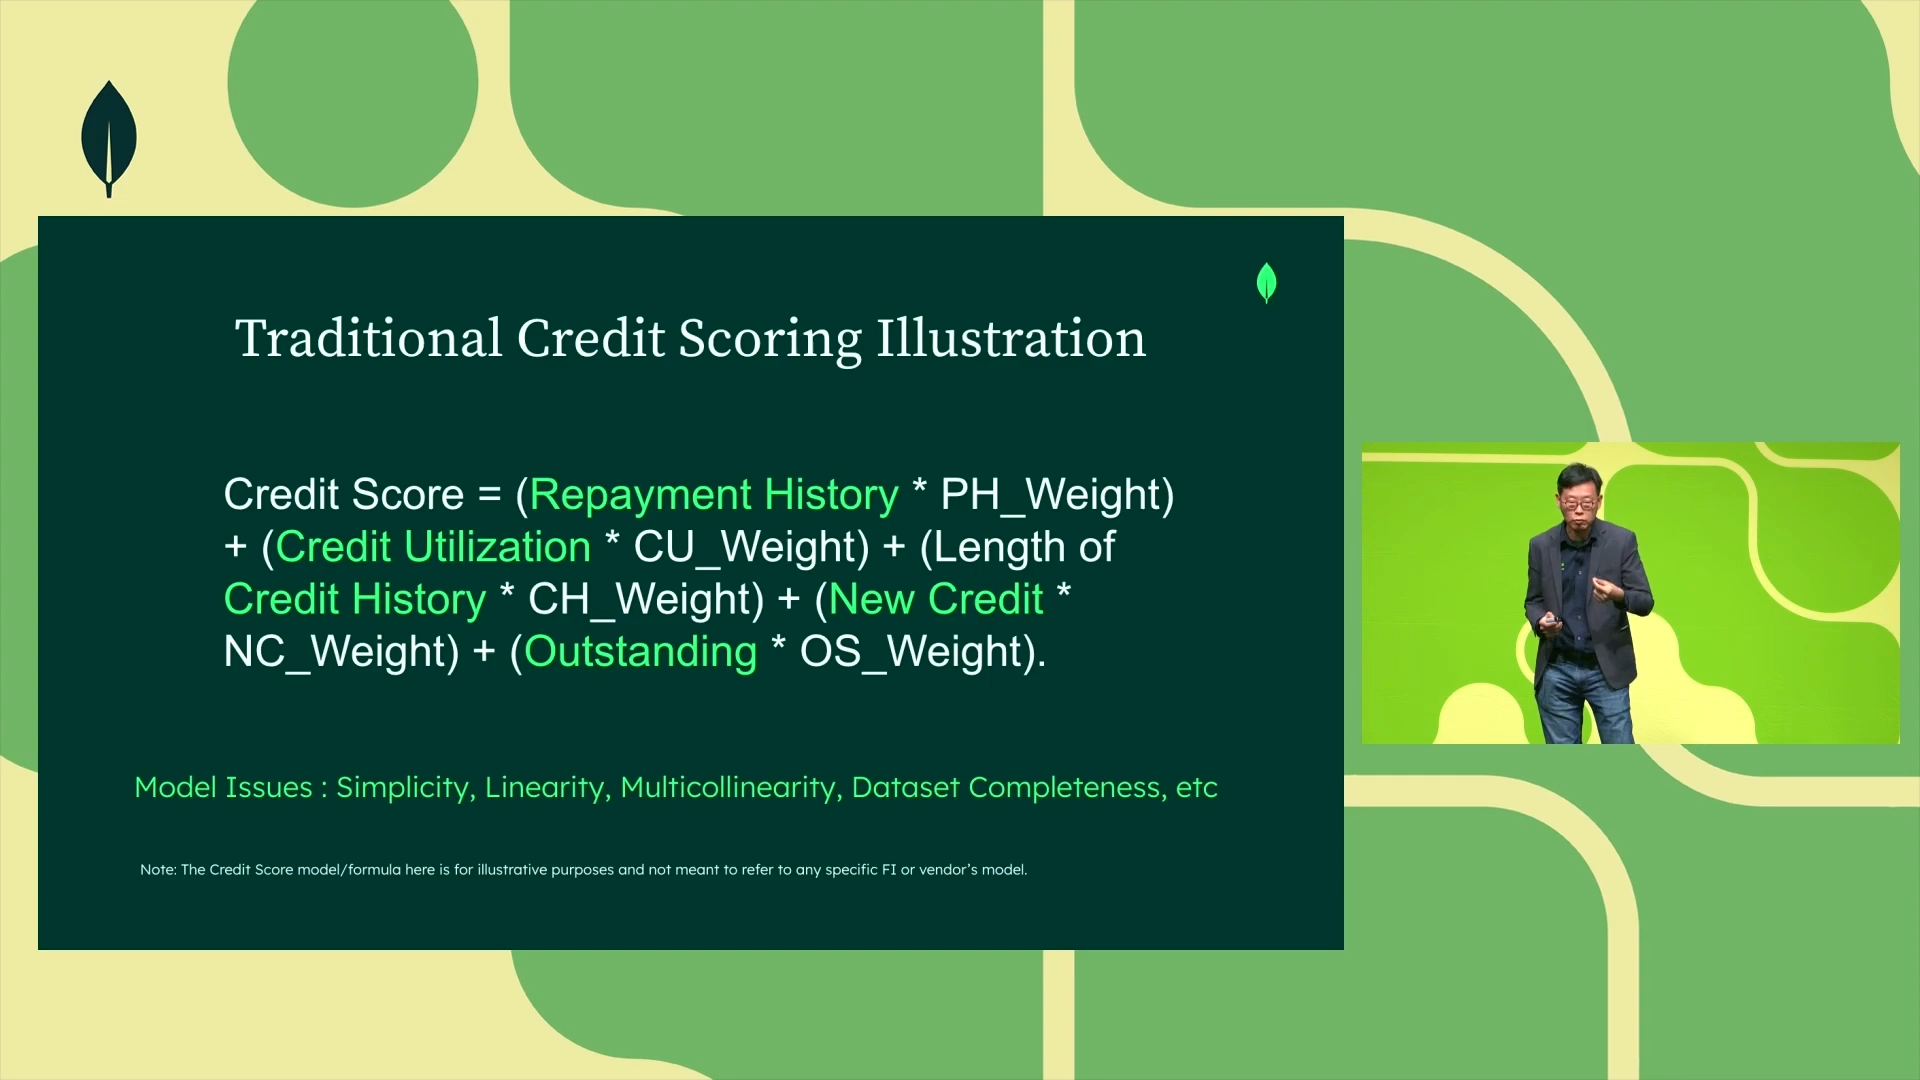 Traditional Credit Scoring Illustration
Credit Score = (Repayment History * PH_Weight)
+ (Credit Utilization * CU_Weight) + (Length of
Credit History * CH_Weight) + (New Credit *
NC_Weight) + (Outstanding * OS_Weight).
Model Issues : Simplicity, Linearity, Multicollinearity, Dataset Completeness, etc
Note: The Credit Score model/formula here is for illustrative purposes and not meant to refer to any specific FI or vendor’s model.